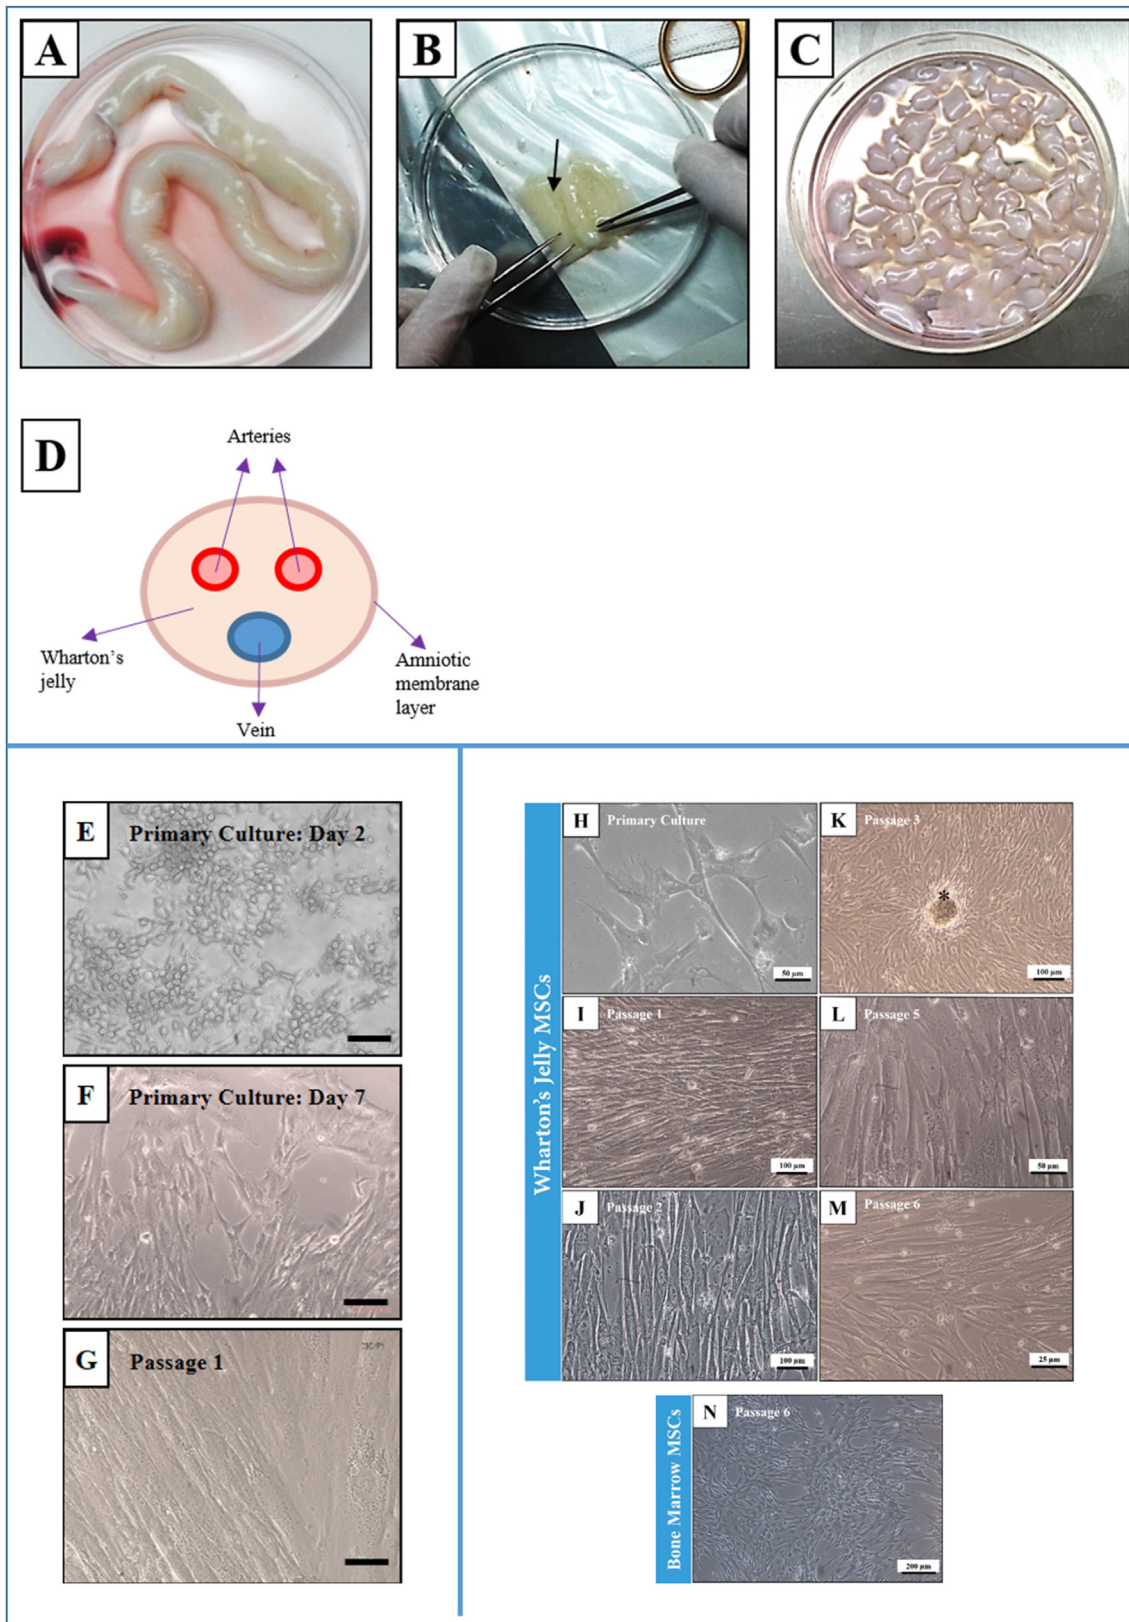 A
B
C
D
Arteries
Wharton's
jelly
Amniotic
membrane
layer
Vein
E Primary Culture: Day 2
F Primary Culture: Day 7
G Passage 1
Wharton's Jelly MSCs
H Primary Culture
50 µm
I Passage 1
100 µm
J Passage 2
100 µm
K Passage 3
*
100 µm
L Passage 5
50 µm
M Passage 6
25 µm
Bone Marrow MSCs
N Passage 6
200 µm